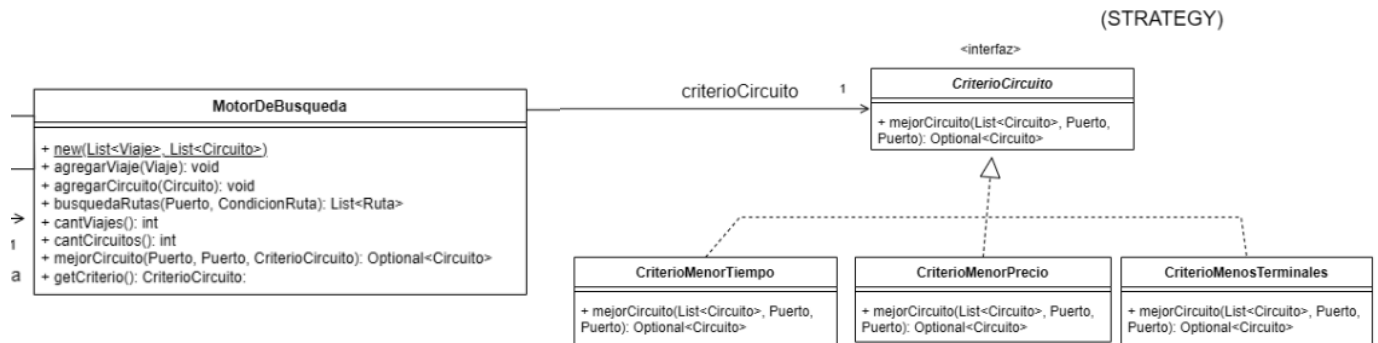 (STRATEGY)
<interfaz>
CriterioCircuito
+ mejorCircuito(List<Circuito>, Puerto,
Puerto): Optional<Circuito>
criterioCircuito
1
MotorDeBusqueda
+ new(List<Viaje>, List<Circuito>)
+ agregarViaje(Viaje): void
+ agregarCircuito(Circuito): void
+ busquedaRutas(Puerto, CondicionRuta): List<Ruta>
+ cantViajes(): int
+ cantCircuitos(): int
+ mejorCircuito(Puerto, Puerto, CriterioCircuito): Optional<Circuito>
+ getCriterio(): CriterioCircuito:
1
a
CriterioMenorTiempo
+ mejorCircuito(List<Circuito>, Puerto,
Puerto): Optional<Circuito>
CriterioMenorPrecio
+ mejorCircuito(List<Circuito>, Puerto,
Puerto): Optional<Circuito>
CriterioMenosTerminales
+ mejorCircuito(List<Circuito>, Puerto,
Puerto): Optional<Circuito>